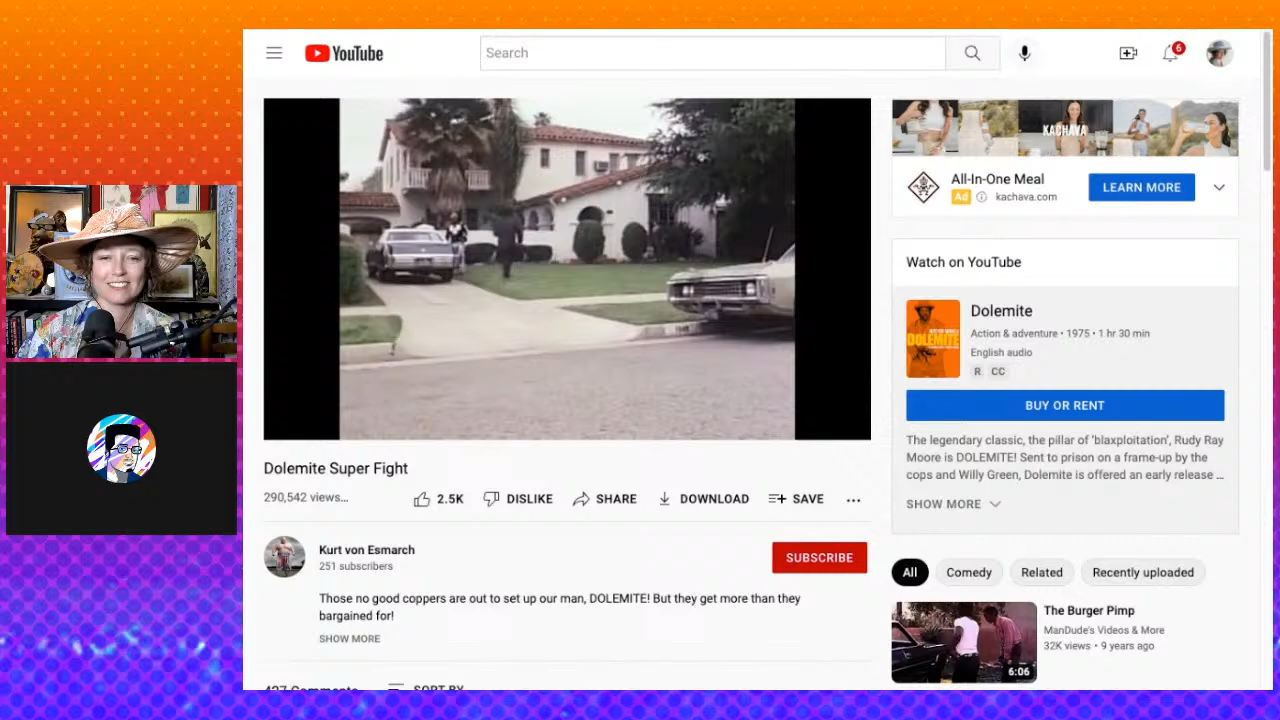 YouTube
Search
6
KACHAVA
All-In-One Meal
LEARN MORE
Ad
kachava.com
Watch on YouTube
DOLEMITE
Dolemite
Action & adventure • 1975 • 1 hr 30 min
English audio
R CC
BUY OR RENT
The legendary classic, the pillar of 'blaxploitation', Rudy Ray
Moore is DOLEMITE! Sent to prison on a frame-up by the
cops and Willy Green, Dolemite is offered an early release ...
SHOW MORE
Dolemite Super Fight
290,542 views...
2.5K DISLIKE SHARE DOWNLOAD SAVE ...
Kurt von Esmarch
251 subscribers
SUBSCRIBE
Those no good coppers are out to set up our man, DOLEMITE! But they get more than they
bargained for!
SHOW MORE
427 Comments SORT BY
All Comedy Related Recently uploaded
The Burger Pimp
ManDude's Videos & More
32K views • 9 years ago
6:06